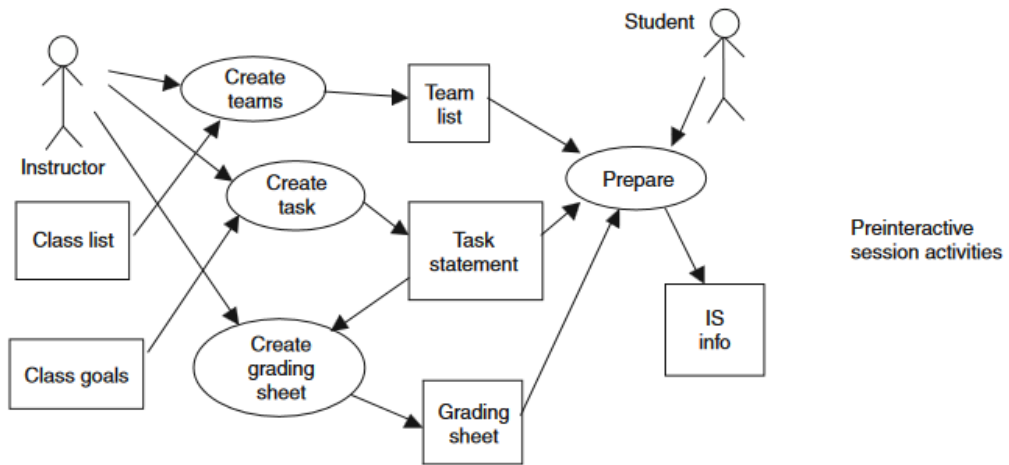 Student
Create
teams
Team
list
Instructor
Create
task
Prepare
Class list
Task
statement
Preinteractive
session activities
IS
info
Create
grading
sheet
Class goals
Grading
sheet